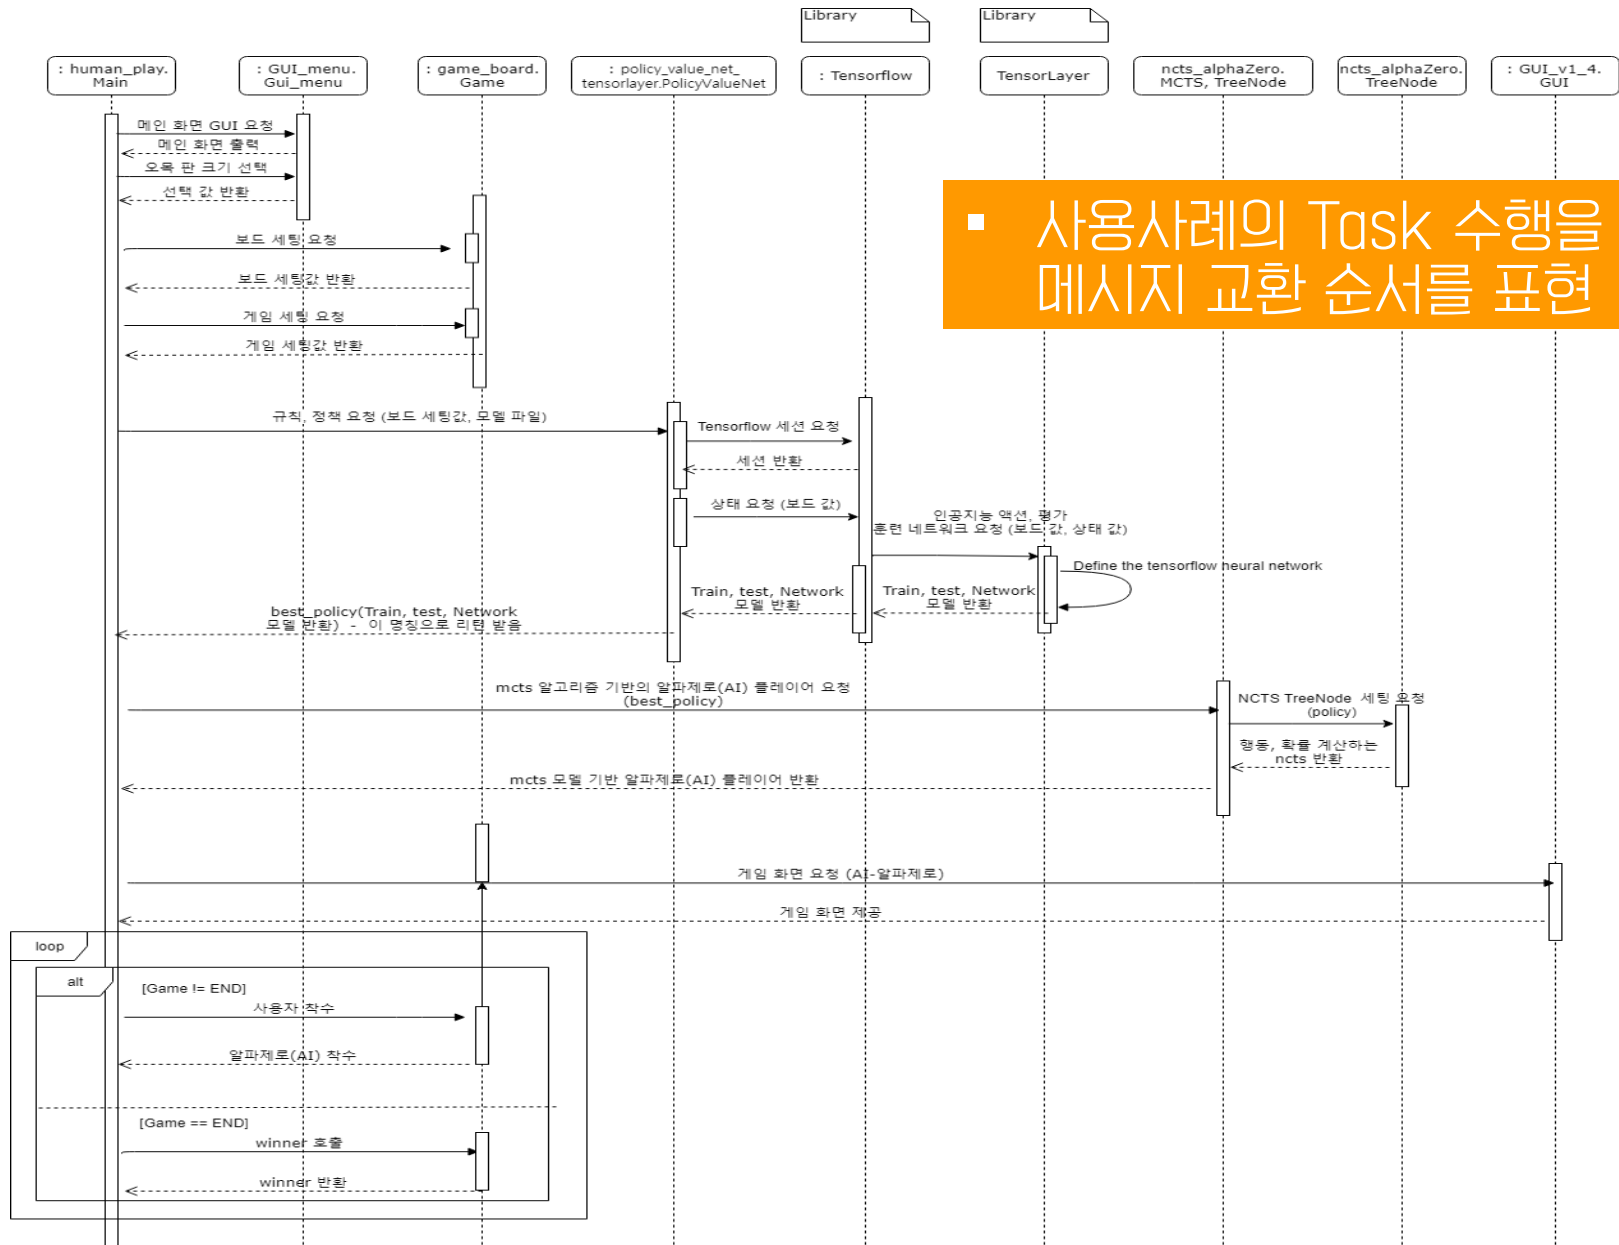 Library
Library
: human_play.
Main
: GUI_menu.
Gui_menu
: game_board.
Game
: policy_value_net_
tensorlayer.PolicyValueNet
: Tensorflow
TensorLayer
ncts_alphaZero.
MCTS, TreeNode
ncts_alphaZero.
TreeNode
: GUI_v1_4.
GUI
메인 화면 GUI 요청
메인 화면 출력
오목 판 크기 선택
선택 값 반환
▪ 사용사례의 Task 수행을
메시지 교환 순서를 표현
보드 세팅 요청
보드 세팅값 반환
게임 세팅 요청
게임 세팅값 반환
규칙, 정책 요청 (보드 세팅값, 모델 파일)
Tensorflow 세션 요청
세션 반환
상태 요청 (보드 값)
인공지능 액션, 평가
훈련 네트워크 요청 (보드 값, 상태 값)
Define the tensorflow neural network
Train, test, Network
모델 반환
Train, test, Network
모델 반환
best_policy(Train, test, Network
모델 반환) - 이 명칭으로 리턴 받음
mcts 알고리즘 기반의 알파제로(AI) 플레이어 요청
(best_policy)
NCTS TreeNode 세팅 요청
(policy)
행동, 확률 계산하는
ncts 반환
mcts 모델 기반 알파제로(AI) 플레이어 반환
게임 화면 요청 (AI-알파제로)
게임 화면 제공
loop
alt
[Game != END]
사용자 착수
알파제로(AI) 착수
[Game == END]
winner 호출
winner 반환